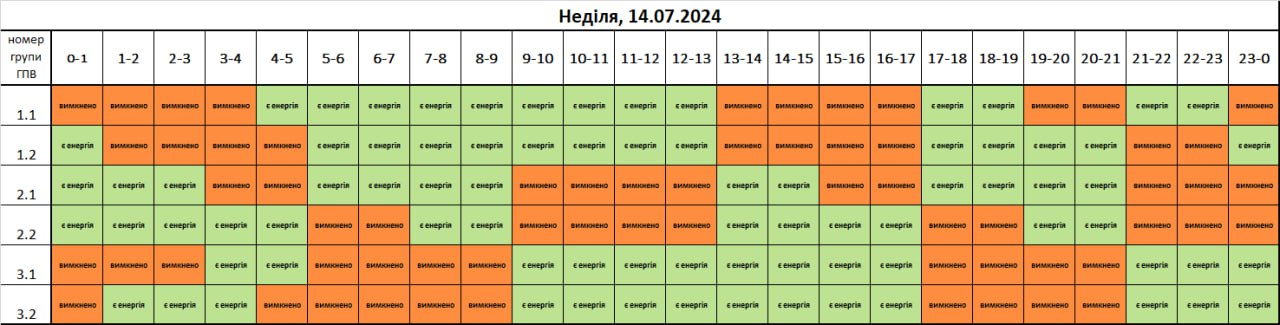 Неділя, 14.07.2024
номер групи ГПВ 0-1 1-2 2-3 3-4 4-5 5-6 6-7 7-8 8-9 9-10 10-11 11-12 12-13 13-14 14-15 15-16 16-17 17-18 18-19 19-20 20-21 21-22 22-23 23-0
1.1 вимкнено вимкнено вимкнено вимкнено є енергія є енергія є енергія є енергія є енергія є енергія є енергія є енергія є енергія вимкнено вимкнено вимкнено вимкнено є енергія є енергія вимкнено вимкнено є енергія є енергія вимкнено
1.2 є енергія вимкнено вимкнено вимкнено вимкнено є енергія є енергія є енергія є енергія є енергія є енергія є енергія є енергія вимкнено вимкнено вимкнено вимкнено є енергія є енергія є енергія є енергія вимкнено вимкнено є енергія
2.1 є енергія є енергія є енергія вимкнено вимкнено є енергія є енергія є енергія є енергія вимкнено вимкнено вимкнено вимкнено є енергія є енергія вимкнено вимкнено є енергія є енергія є енергія є енергія вимкнено вимкнено вимкнено
2.2 є енергія є енергія є енергія є енергія є енергія вимкнено вимкнено є енергія є енергія вимкнено вимкнено вимкнено вимкнено є енергія є енергія є енергія є енергія вимкнено вимкнено є енергія є енергія вимкнено вимкнено вимкнено
3.1 вимкнено вимкнено вимкнено є енергія є енергія вимкнено вимкнено вимкнено вимкнено є енергія є енергія є енергія є енергія є енергія є енергія є енергія є енергія вимкнено вимкнено вимкнено вимкнено є енергія є енергія є енергія
3.2 вимкнено є енергія є енергія є енергія вимкнено вимкнено вимкнено вимкнено вимкнено є енергія є енергія є енергія є енергія є енергія є енергія є енергія є енергія вимкнено вимкнено вимкнено вимкнено є енергія є енергія є енергія